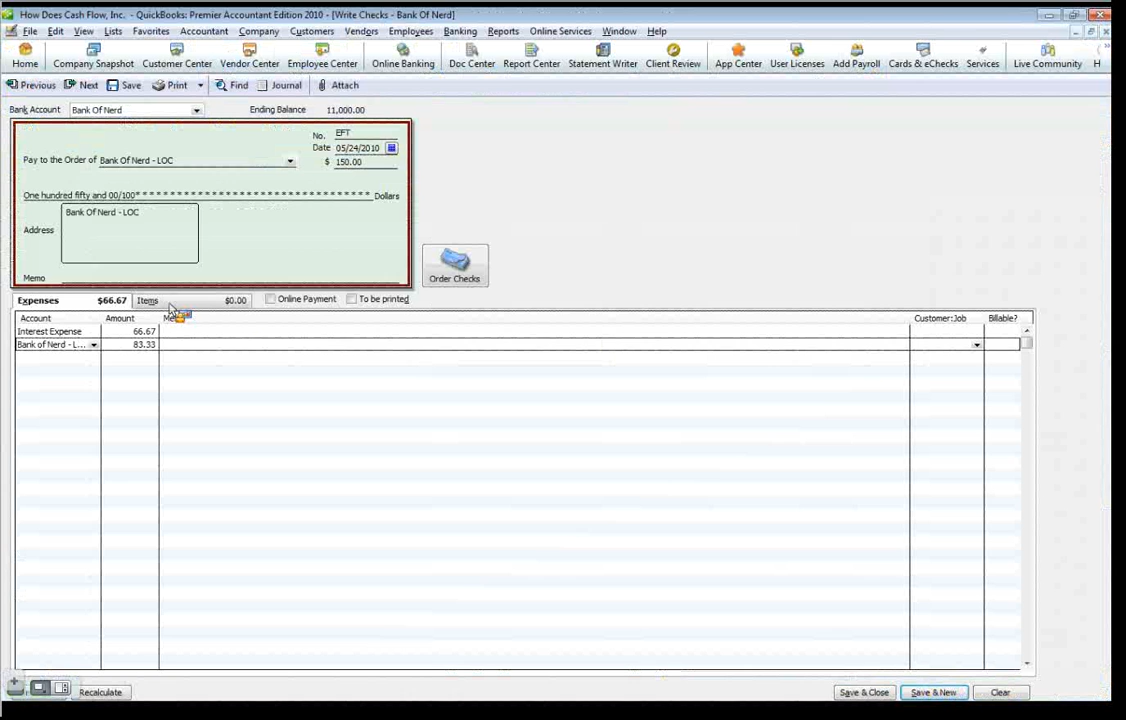 How Does Cash Flow, Inc. - QuickBooks: Premier Accountant Edition 2010 - [Write Checks - Bank Of Nerd]
File Edit View Lists Favorites Accountant Company Customers Vendors Employees Banking Reports Online Services Window Help
Home Company Snapshot Customer Center Vendor Center Employee Center Online Banking Doc Center Report Center Statement Writer Client Review App Center User Licenses Add Payroll Cards & eChecks Services Live Community H
Previous Next Save Print Find Journal Attach
Bank Account Bank Of Nerd Ending Balance 11,000.00
No. EFT
Date 05/24/2010
Pay to the Order of Bank Of Nerd - LOC $ 150.00
One hundred fifty and 00/100* * * * * * * * * * * * * * * * * * * * * * * * * * * * * * * * * * Dollars
Bank Of Nerd - LOC
Address
Memo
Order Checks
Expenses $66.67 Items $0.00 Online Payment To be printed
Account Amount Customer:Job Billable?
Interest Expense 66.67
Bank of Nerd - L... 83.33
Recalculate Save & Close Save & New Clear